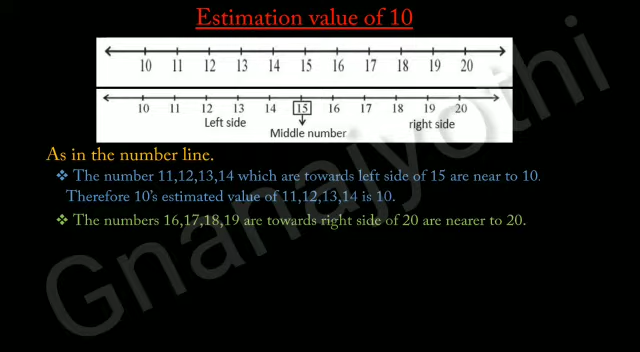 Estimation value of 10
10 11 12 13 14 15 16 17 18 19 20
10 11 12 13 14 15 16 17 18 19 20
Left side right side
Middle number
As in the number line.
❖ The number 11,12,13,14 which are towards left side of 15 are near to 10.
Therefore 10’s estimated value of 11,12,13,14 is 10.
❖ The numbers 16,17,18,19 are towards right side of 20 are nearer to 20.
Gnanajyothi